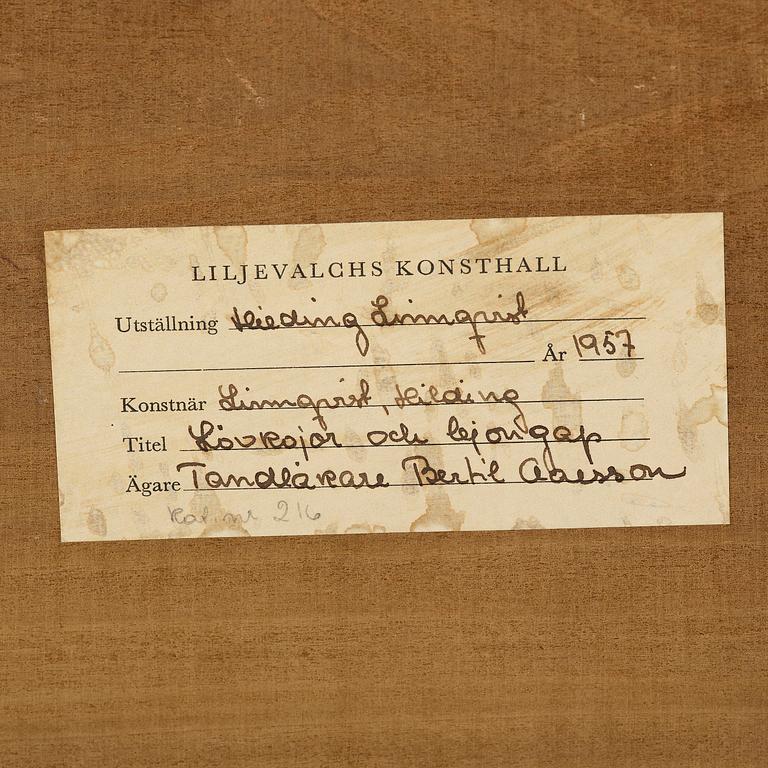 LILJEVALCHS KONSTHALL
Utställning Hilding Linnqvist
År 1957
Konstnär Linnqvist, Hilding
Titel Lövkojor och lejongap
Ägare Tandläkare Bertil
Kat. nr 216